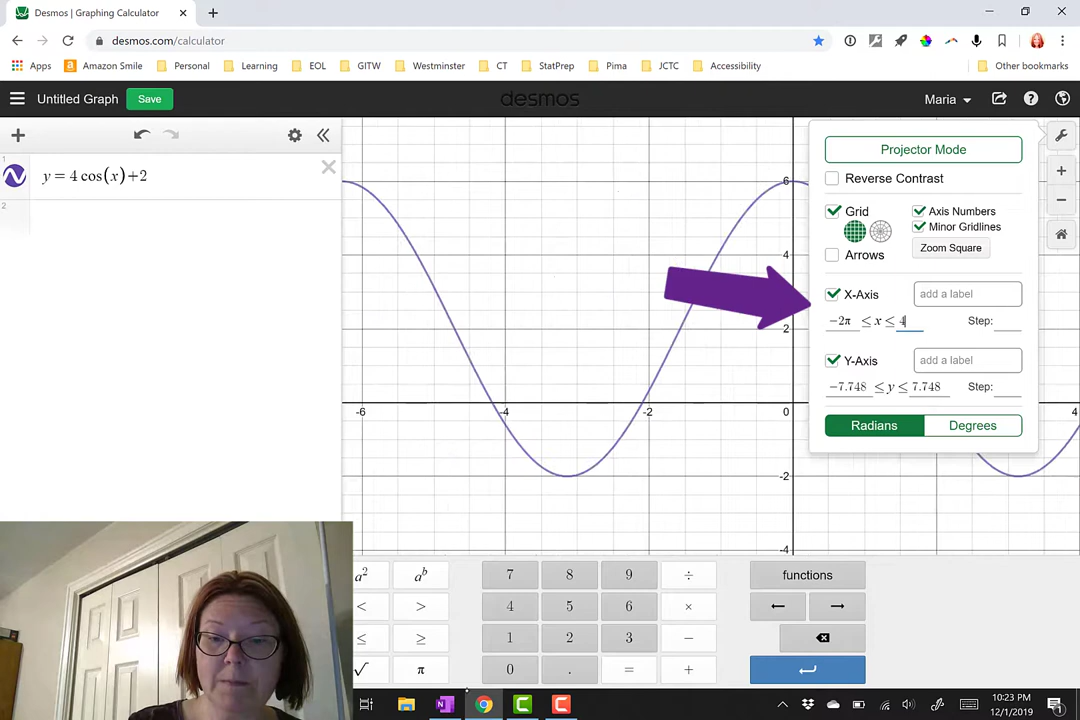 Desmos | Graphing Calculator
desmos.com/calculator
Apps Amazon Smile Personal Learning EOL GITW Westminster CT StatPrep Pima JCTC Accessibility Other bookmarks
Untitled Graph Save desmos Maria
1
y = 4 cos(x)+2
2
Projector Mode
Reverse Contrast
Grid Axis Numbers
Minor Gridlines
Arrows Zoom Square
X-Axis add a label
−2π ≤ x ≤ 4 Step:
Y-Axis add a label
−7.748 ≤ y ≤ 7.748 Step:
Radians Degrees
6
4
2
-6 -4 -2 0 4
-2
-4
a² aᵇ 7 8 9 ÷ functions
< > 4 5 6 × ← →
≤ ≥ 1 2 3 −
√ π 0 . = +
10:23 PM
12/1/2019
1